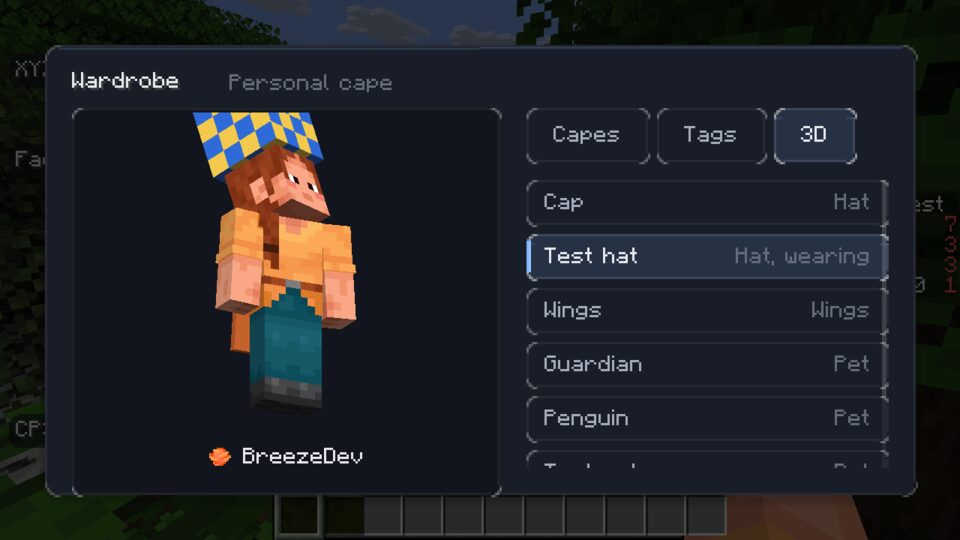 Wardrobe Personal cape
Capes Tags 3D
XYZ
Cap Hat
Test hat Hat, wearing
Wings Wings
Guardian Pet
Penguin Pet
BreezeDev